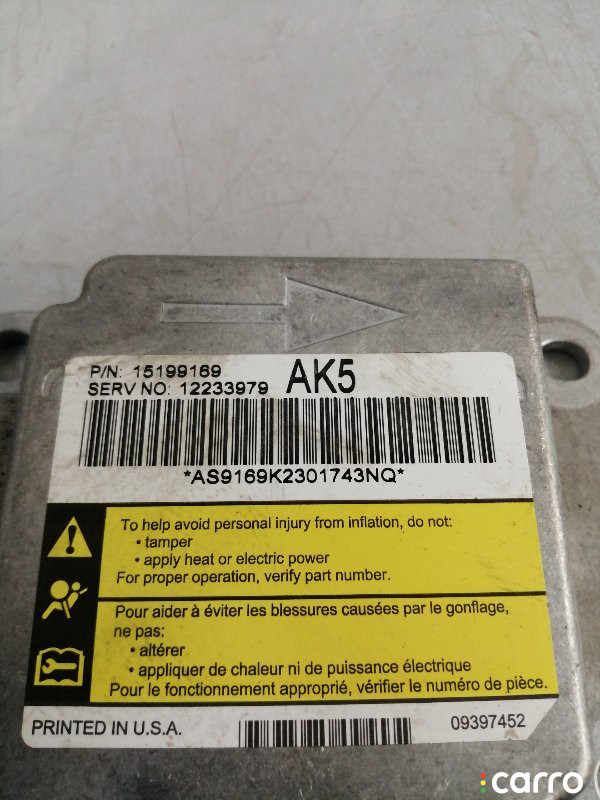 P/N: 15199169
SERV NO: 12233979 AK5
*AS9169K2301743NQ*
To help avoid personal injury from inflation, do not:
• tamper
• apply heat or electric power
For proper operation, verify part number.
Pour aider à éviter les blessures causées par le gonflage,
ne pas:
• altérer
• appliquer de chaleur ni de puissance électrique
Pour le fonctionnement approprié, vérifier le numéro de pièce.
PRINTED IN U.S.A. 09397452
carro